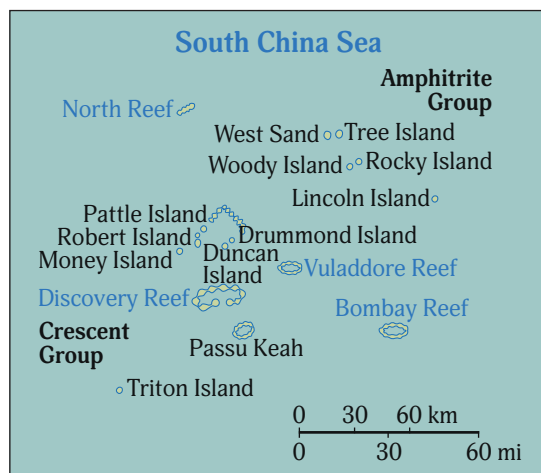 South China Sea
Amphitrite
Group
North Reef
West Sand
Tree Island
Woody Island
Rocky Island
Lincoln Island
Pattle Island
Robert Island
Drummond Island
Money Island
Duncan
Island
Vuladdore Reef
Discovery Reef
Bombay Reef
Crescent
Group
Passu Keah
Triton Island
0 30 60 km
0 30 60 mi